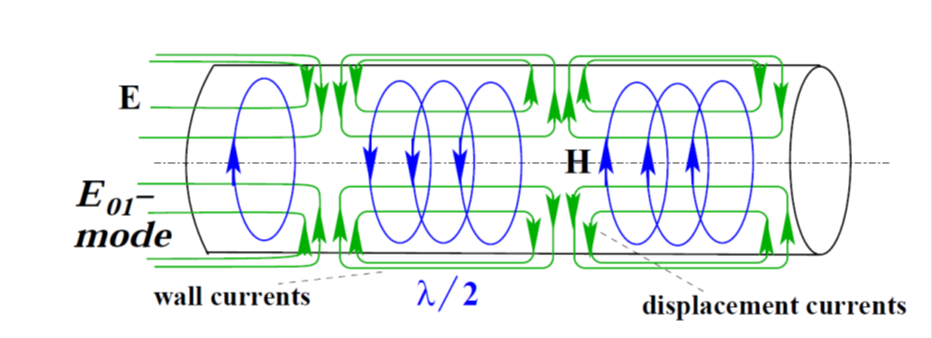 E
H
E01-
mode
wall currents
λ/2
displacement currents